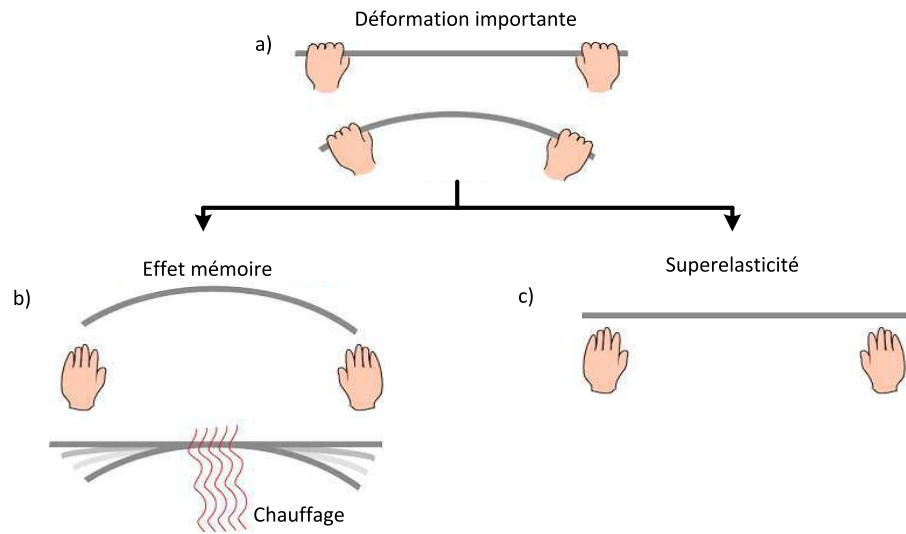 Déformation importante
a)
Effet mémoire
b)
Superelasticité
c)
Chauffage